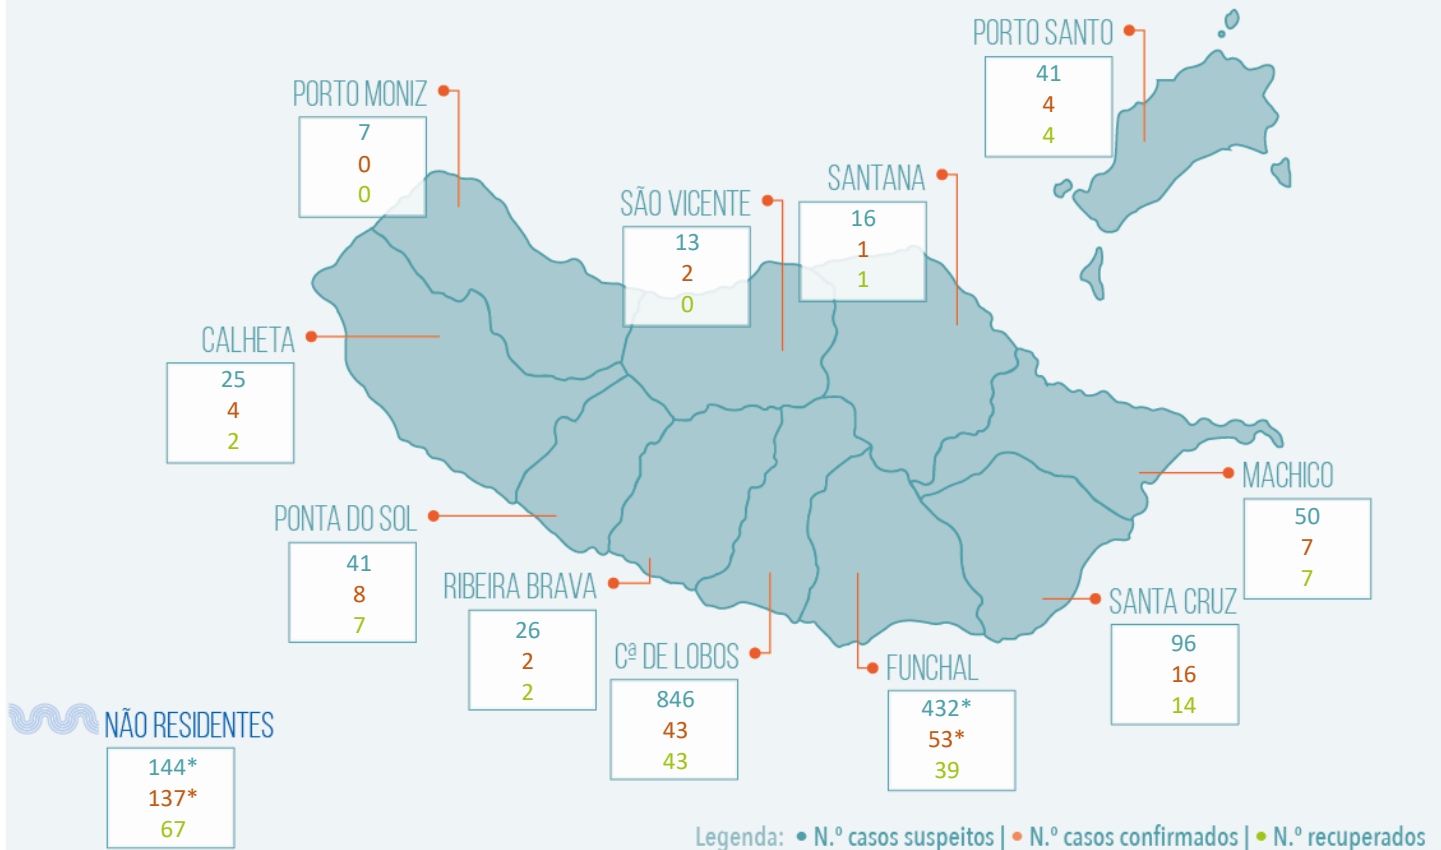 PORTO SANTO
41
4
4
PORTO MONIZ
7
0
0
SANTANA
16
1
1
SÃO VICENTE
13
2
0
CALHETA
25
4
2
MACHICO
50
7
7
PONTA DO SOL
41
8
7
RIBEIRA BRAVA
26
2
2
SANTA CRUZ
96
16
14
Cª DE LOBOS
846
43
43
FUNCHAL
432*
53*
39
NÃO RESIDENTES
144*
137*
67
Legenda: • N.º casos suspeitos | • N.º casos confirmados | • N.º recuperados